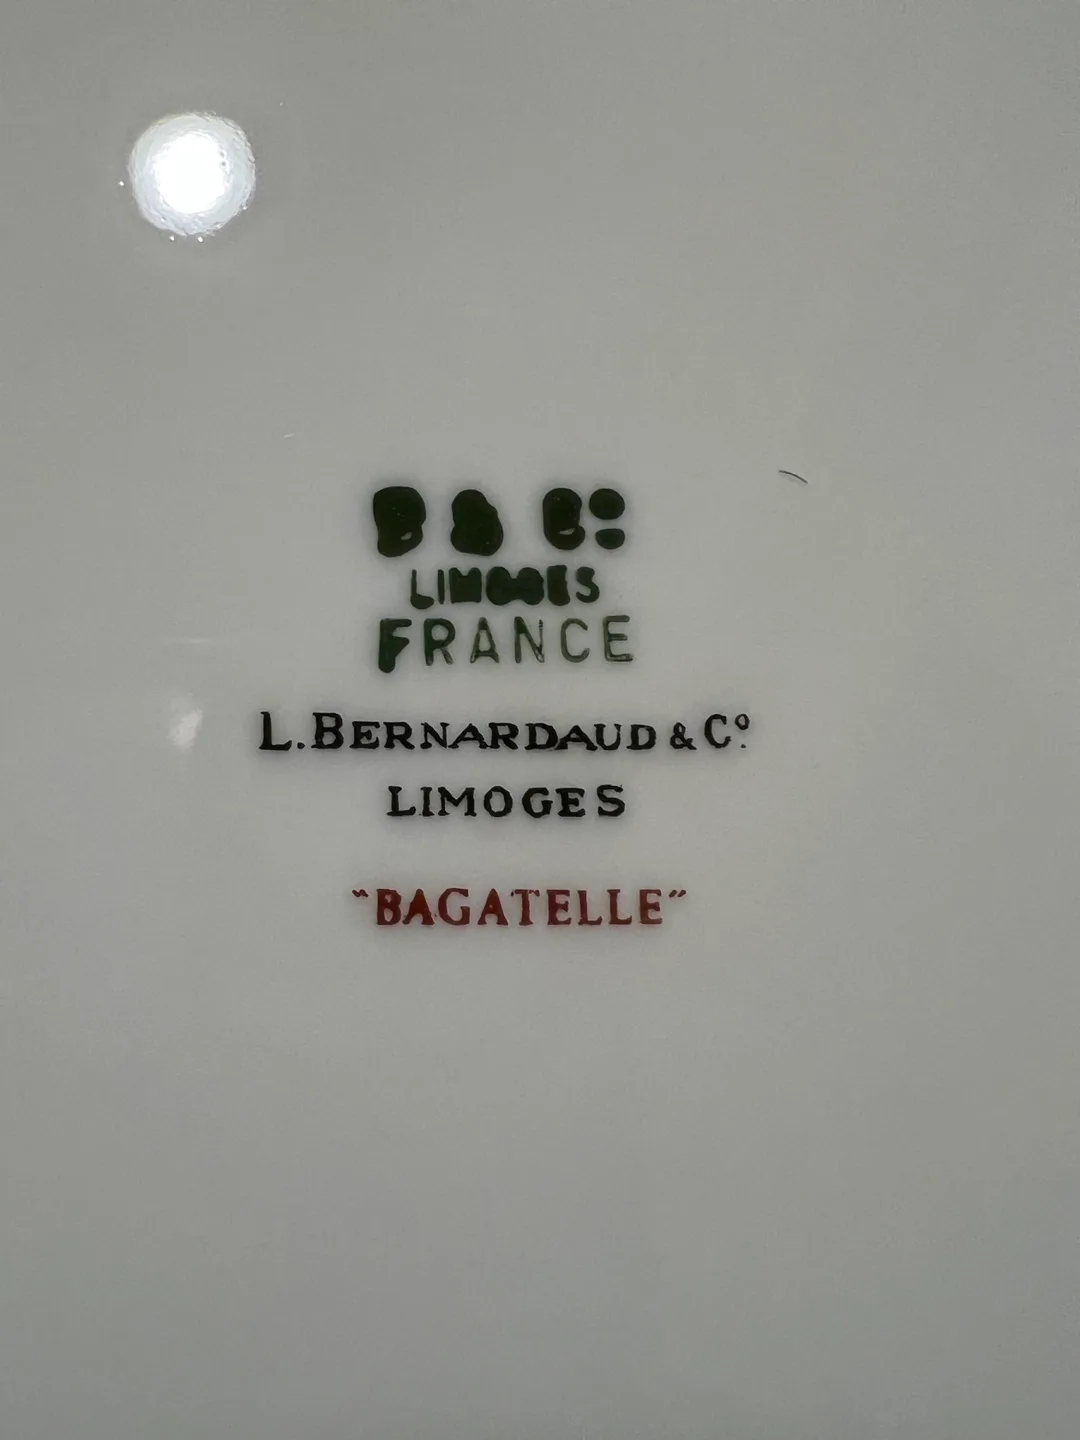 B & Cº
LIMOGES
FRANCE
L. BERNARDAUD & Cº
LIMOGES
"BAGATELLE"